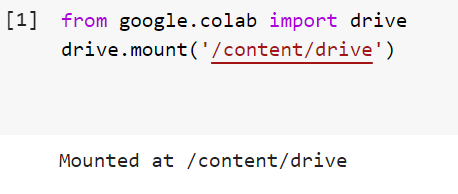 [1] from google.colab import drive
drive.mount('/content/drive')
Mounted at /content/drive